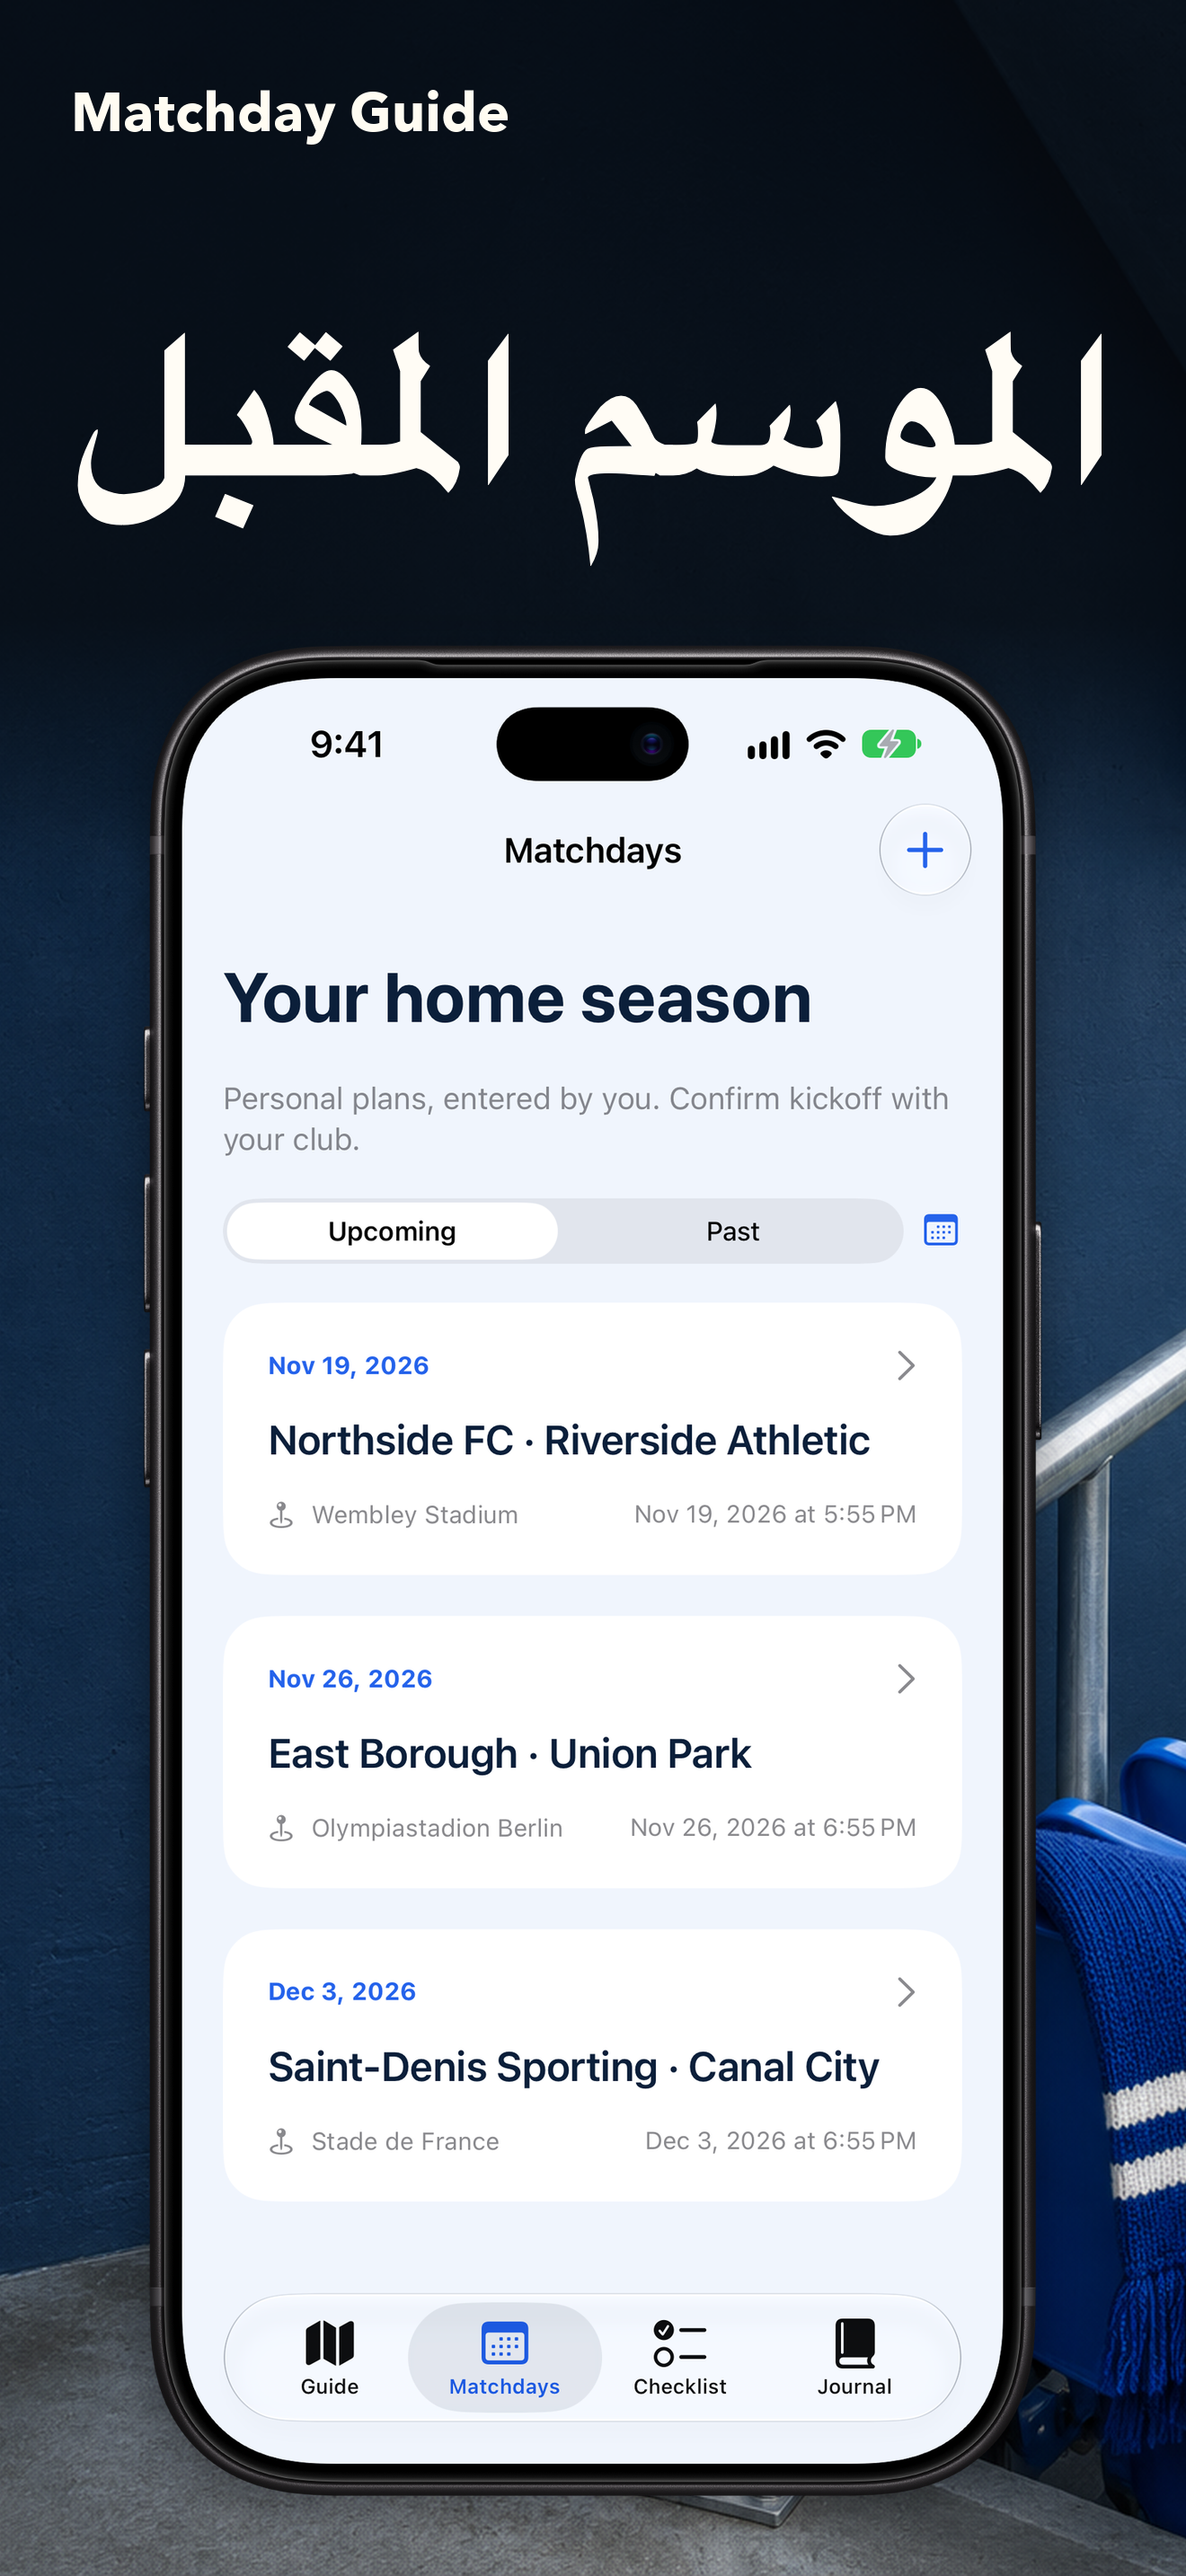 Matchday Guide
الموسم المقبل
9:41
Matchdays
Your home season
Personal plans, entered by you. Confirm kickoff with
your club.
Upcoming Past
Nov 19, 2026
Northside FC · Riverside Athletic
Wembley Stadium Nov 19, 2026 at 5:55 PM
Nov 26, 2026
East Borough · Union Park
Olympiastadion Berlin Nov 26, 2026 at 6:55 PM
Dec 3, 2026
Saint-Denis Sporting · Canal City
Stade de France Dec 3, 2026 at 6:55 PM
Guide Matchdays Checklist Journal